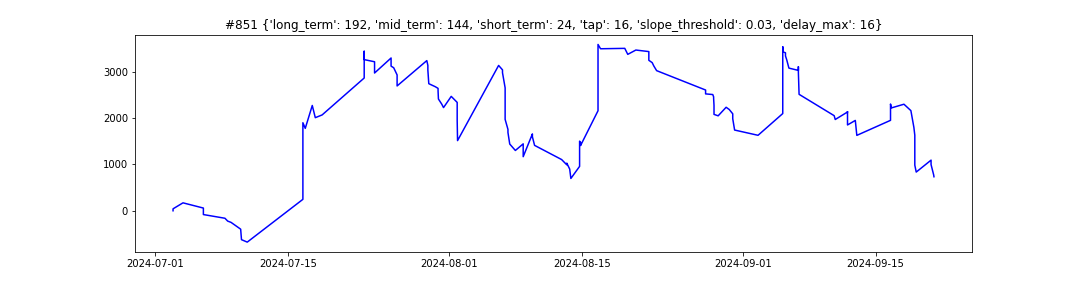 #851 {'long_term': 192, 'mid_term': 144, 'short_term': 24, 'tap': 16, 'slope_threshold': 0.03, 'delay_max': 16}
3000
2000
1000
0
2024-07-01 2024-07-15 2024-08-01 2024-08-15 2024-09-01 2024-09-15